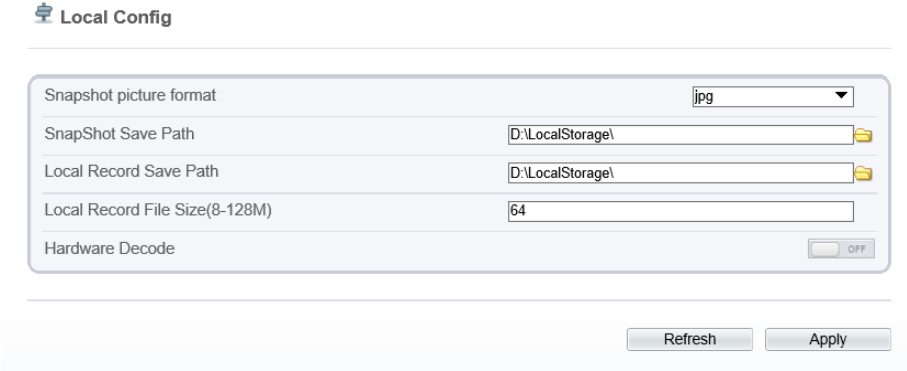 Local Config
Snapshot picture format jpg
SnapShot Save Path D:\LocalStorage\
Local Record Save Path D:\LocalStorage\
Local Record File Size(8-128M) 64
Hardware Decode OFF
Refresh Apply